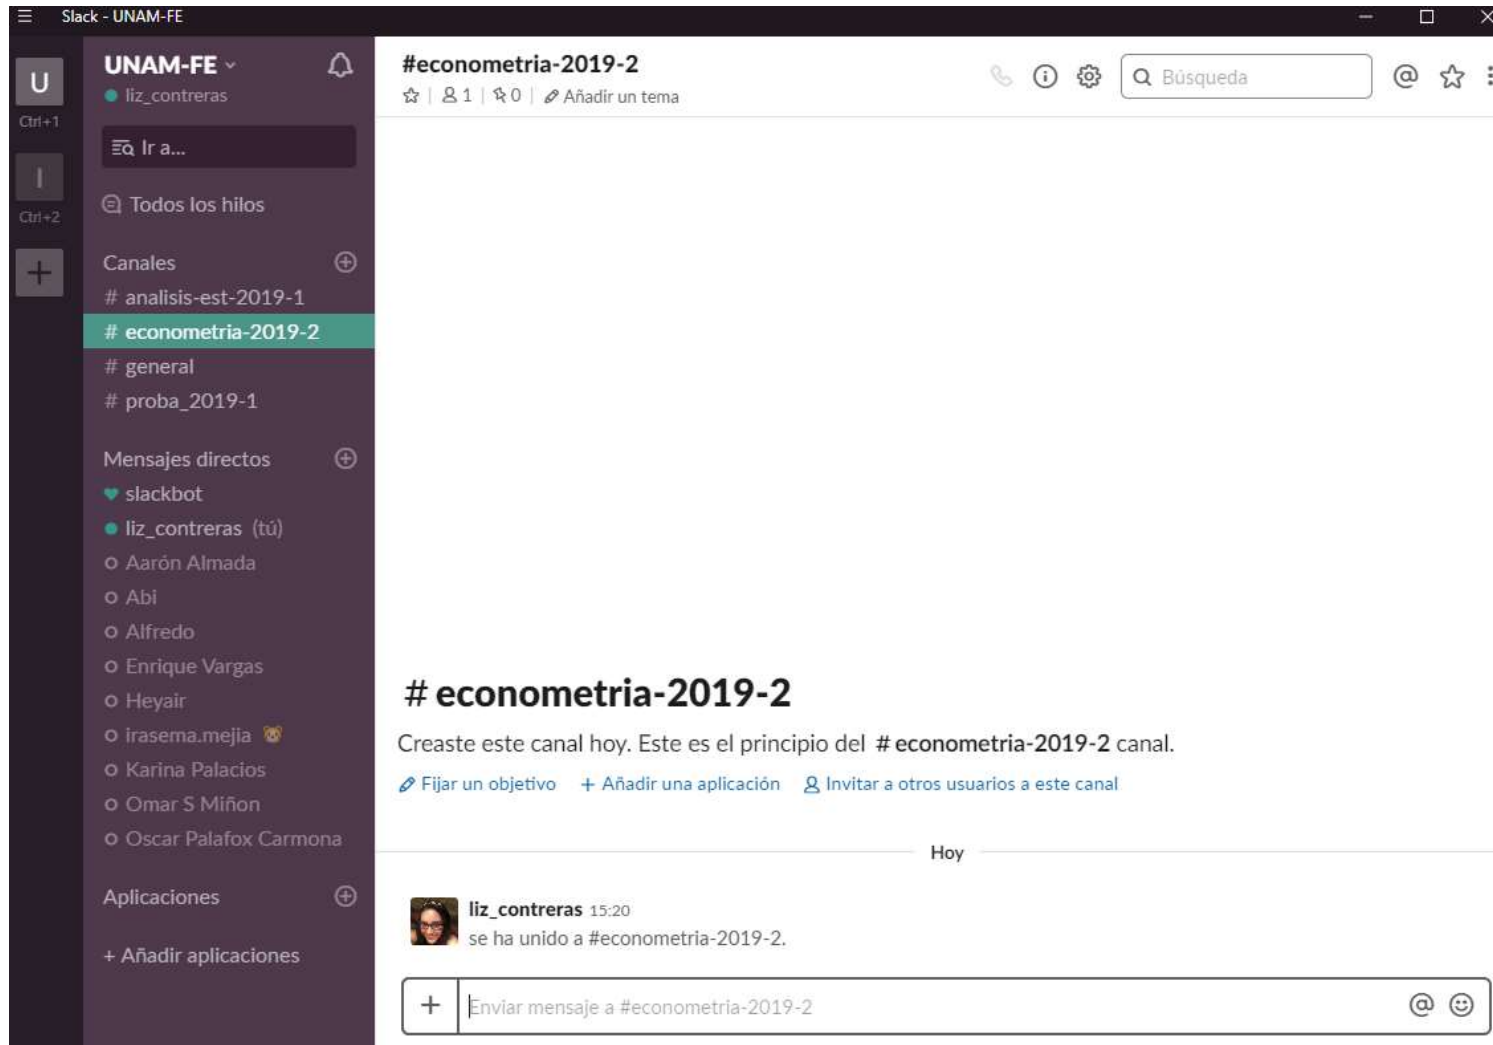 Slack - UNAM-FE
U
Ctrl+1
I
Ctrl+2
UNAM-FE
liz_contreras
Ir a...
Todos los hilos
Canales
# analisis-est-2019-1
# econometria-2019-2
# general
# proba_2019-1
Mensajes directos
slackbot
liz_contreras (tú)
Aarón Almada
Abi
Alfredo
Enrique Vargas
Heyair
irasema.mejia
Karina Palacios
Omar S Miñon
Oscar Palafox Carmona
Aplicaciones
+ Añadir aplicaciones
#econometria-2019-2
| 1 | 0 | Añadir un tema
Búsqueda
# econometria-2019-2
Creaste este canal hoy. Este es el principio del # econometria-2019-2 canal.
Fijar un objetivo + Añadir una aplicación Invitar a otros usuarios a este canal
Hoy
liz_contreras 15:20
se ha unido a #econometria-2019-2.
Enviar mensaje a #econometria-2019-2